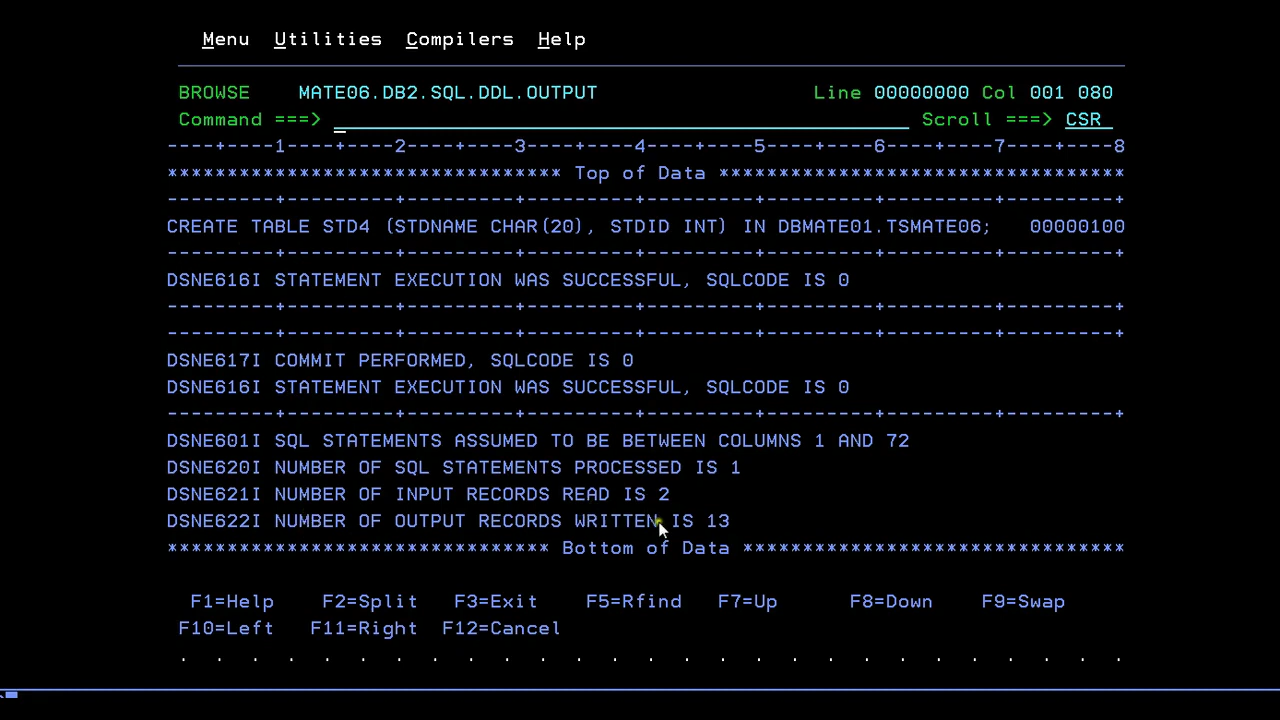 Menu  Utilities  Compilers  Help
BROWSE    MATE06.DB2.SQL.DDL.OUTPUT                  Line 00000000 Col 001 080
Command ===>                                                  Scroll ===> CSR
----+----1----+----2----+----3----+----4----+----5----+----6----+----7----+----8
********************************* Top of Data **********************************
---------+---------+---------+---------+---------+---------+---------+---------+
CREATE TABLE STD4 (STDNAME CHAR(20), STDID INT) IN DBMATE01.TSMATE06;   00000100
---------+---------+---------+---------+---------+---------+---------+---------+
DSNE616I STATEMENT EXECUTION WAS SUCCESSFUL, SQLCODE IS 0
---------+---------+---------+---------+---------+---------+---------+---------+
---------+---------+---------+---------+---------+---------+---------+---------+
DSNE617I COMMIT PERFORMED, SQLCODE IS 0
DSNE616I STATEMENT EXECUTION WAS SUCCESSFUL, SQLCODE IS 0
---------+---------+---------+---------+---------+---------+---------+---------+
DSNE601I SQL STATEMENTS ASSUMED TO BE BETWEEN COLUMNS 1 AND 72
DSNE620I NUMBER OF SQL STATEMENTS PROCESSED IS 1
DSNE621I NUMBER OF INPUT RECORDS READ IS 2
DSNE622I NUMBER OF OUTPUT RECORDS WRITTEN IS 13
******************************** Bottom of Data ********************************
F1=Help    F2=Split   F3=Exit    F5=Rfind   F7=Up      F8=Down    F9=Swap
F10=Left   F11=Right  F12=Cancel
. . . . . . . . . . . . . . . . . . . . . . . . . . .